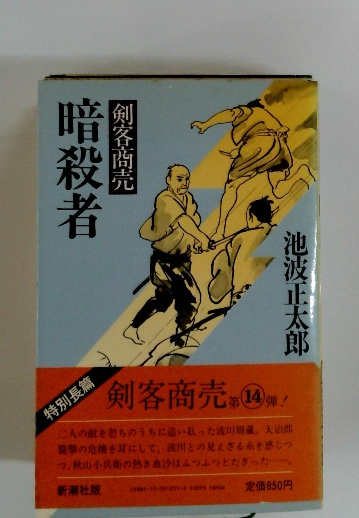 剣客商売
暗殺者
池波正太郎
特別長篇
剣客商売第⑭弾!
二人の敵を忽ちのうちに追い払った波川周蔵。大治郎
襲撃の危機を耳にして、波川との見えざる糸を感じつ
つ、秋山小兵衛の熱き血汐はふつふつとたぎった……。
新潮社版
定価850円